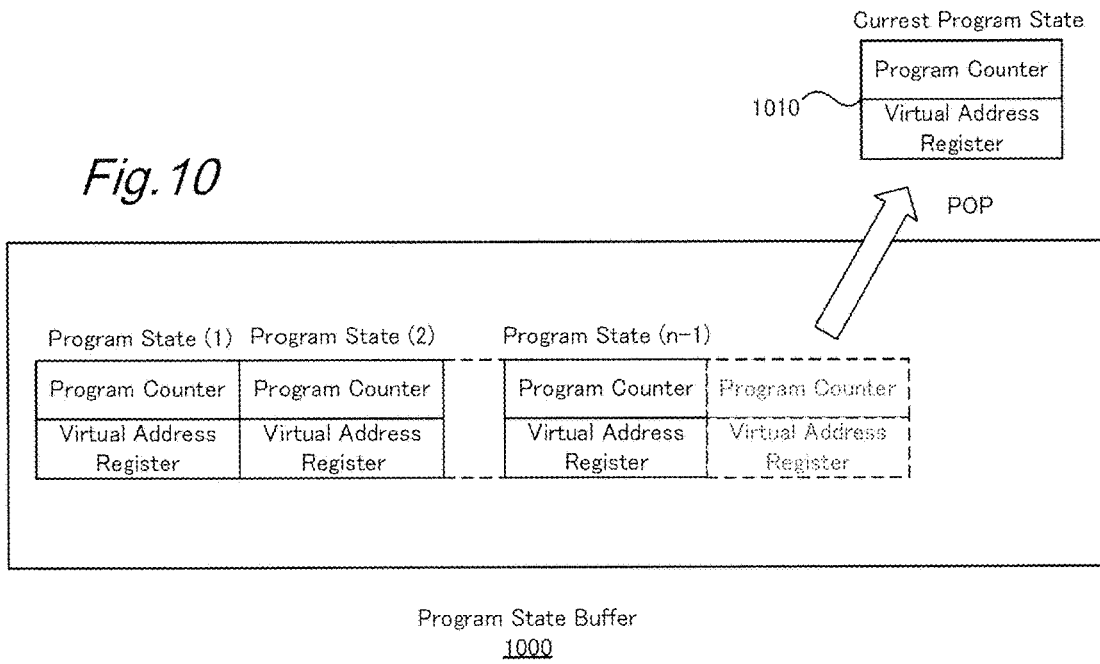 Currest Program State
Program Counter
1010
Virtual Address
Register
Fig.10
POP
Program State (1) Program State (2) Program State (n-1)
Program Counter Program Counter Program Counter Program Counter
Virtual Address Virtual Address Virtual Address Virtual Address
Register Register Register Register
Program State Buffer
1000